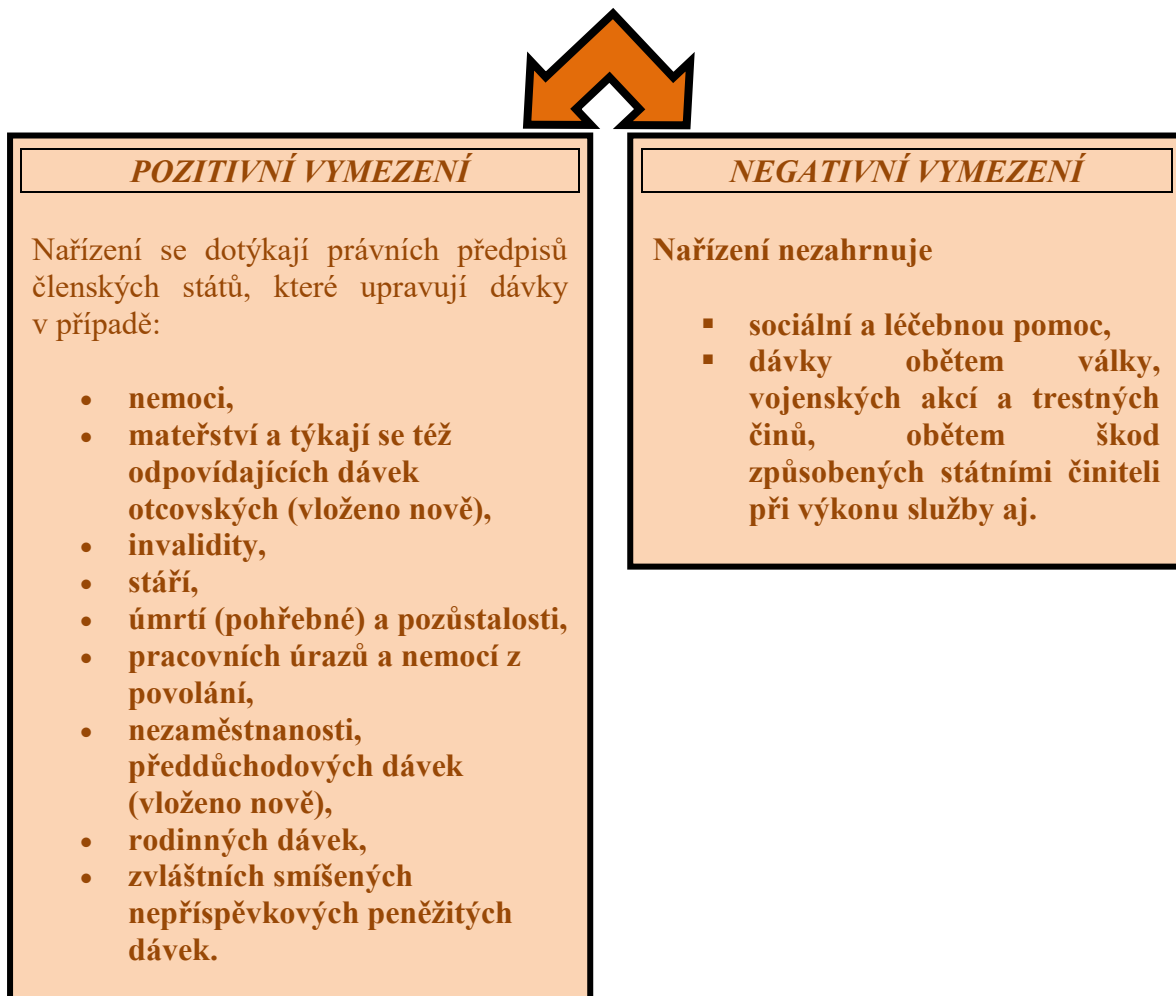 POZITIVNÍ VYMEZENÍ
Nařízení se dotýkají právních předpisů
členských států, které upravují dávky
v případě:
• nemoci,
• mateřství a týkají se též
odpovídajících dávek
otcovských (vloženo nově),
• invalidity,
• stáří,
• úmrtí (pohřebné) a pozůstalosti,
• pracovních úrazů a nemocí z
povolání,
• nezaměstnanosti,
předdůchodových dávek
(vloženo nově),
• rodinných dávek,
• zvláštních smíšených
nepříspěvkových peněžitých
dávek.
NEGATIVNÍ VYMEZENÍ
Nařízení nezahrnuje
▪ sociální a léčebnou pomoc,
▪ dávky obětem války,
vojenských akcí a trestných
činů, obětem škod
způsobených státními činiteli
při výkonu služby aj.